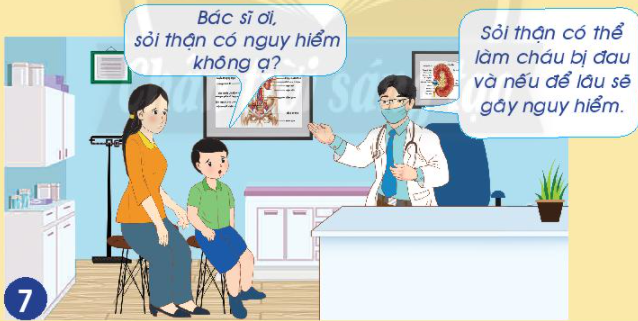 Bác sĩ ơi,
sỏi thận có nguy hiểm
không ạ?
Sỏi thận có thể
làm cháu bị đau
và nếu để lâu sẽ
gây nguy hiểm.
7